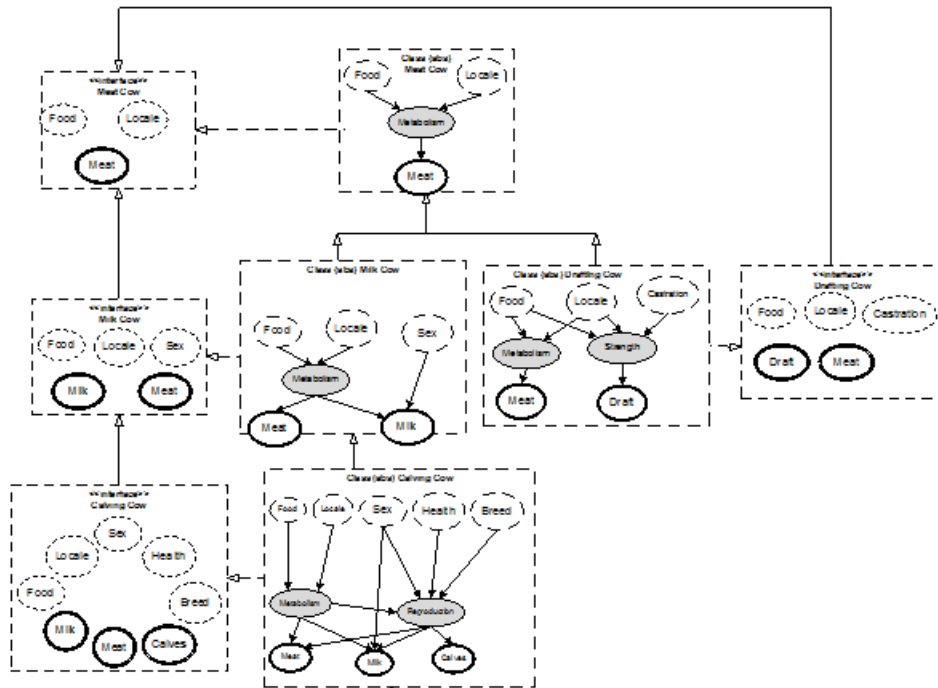 <<interface>>
Meat Cow
Food
Locale
Meat
Class (abs)
Meat Cow
Food
Locale
Metabolism
Meat
<<interface>>
Milk Cow
Food
Locale
Sex
Milk
Meat
Class (abs) Milk Cow
Food
Locale
Sex
Metabolism
Meat
Milk
Class (abs) Drafting Cow
Food
Locale
Castration
Metabolism
Strength
Meat
Draft
<<interface>>
Drafting Cow
Food
Locale
Castration
Draft
Meat
<<interface>>
Calving Cow
Sex
Locale
Health
Food
Breed
Milk
Meat
Calves
Class(abs) Calving Cow
Food
Locale
Sex
Health
Breed
Metabolism
Reproduction
Meat
Milk
Calves